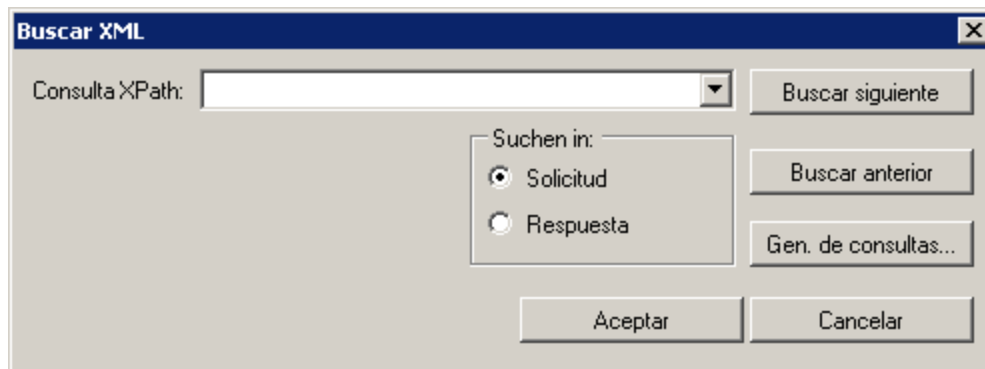 Buscar XML
Consulta XPath:
Buscar siguiente
Suchen in:
Solicitud
Respuesta
Buscar anterior
Gen. de consultas...
Aceptar
Cancelar